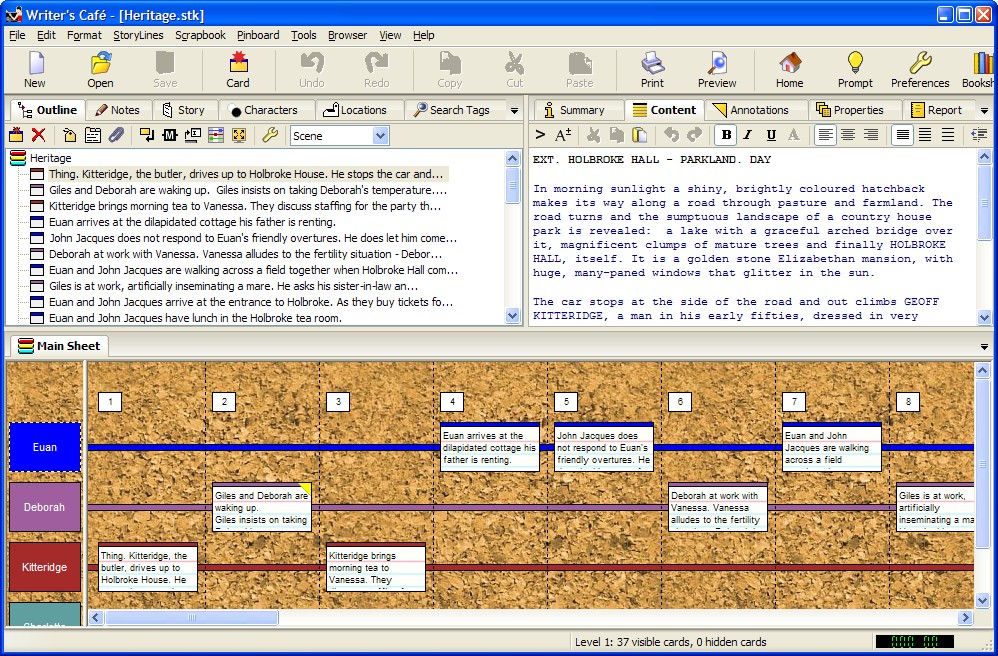 Writer's Café - [Heritage.stk]
File Edit Format StoryLines Scrapbook Pinboard Tools Browser View Help
New Open Save Card Undo Redo Copy Cut Paste Print Preview Home Prompt Preferences Booksh
Outline Notes Story Characters Locations Search Tags
Summary Content Annotations Properties Report
Scene
Heritage
Thing. Kitteridge, the butler, drives up to Holbroke House. He stops the car and...
Giles and Deborah are waking up. Giles insists on taking Deborah's temperature....
Kitteridge brings morning tea to Vanessa. They discuss staffing for the party th...
Euan arrives at the dilapidated cottage his father is renting.
John Jacques does not respond to Euan's friendly overtures. He does let him come...
Deborah at work with Vanessa. Vanessa alludes to the fertility situation - Debor...
Euan and John Jacques are walking across a field together when Holbroke Hall com...
Giles is at work, artificially inseminating a mare. He asks his sister-in-law an...
Euan and John Jacques arrive at the entrance to Holbroke. As they buy tickets fo...
Euan and John Jacques have lunch in the Holbroke tea room.
EXT. HOLBROKE HALL - PARKLAND. DAY
In morning sunlight a shiny, brightly coloured hatchback
makes its way along a road through pasture and farmland. The
road turns and the sumptuous landscape of a country house
park is revealed: a lake with a graceful arched bridge over
it, magnificent clumps of mature trees and finally HOLBROKE
HALL, itself. It is a golden stone Elizabethan mansion, with
huge, many-paned windows that glitter in the sun.
The car stops at the side of the road and out climbs GEOFF
KITTERIDGE, a man in his early fifties, dressed in very
Main Sheet
1 2 3 4 5 6 7 8
Euan
Euan arrives at the
dilapidated cottage his
father is renting.
John Jacques does
not respond to Euan's
friendly overtures. He
Euan and John
Jacques are walking
across a field
Deborah
Giles and Deborah are
waking up.
Giles insists on taking
Deborah at work with
Vanessa. Vanessa
alludes to the fertility
Giles is at work,
artificially
inseminating a ma
Kitteridge
Thing. Kitteridge, the
butler, drives up to
Holbroke House. He
Kitteridge brings
morning tea to
Vanessa. They
Level 1: 37 visible cards, 0 hidden cards